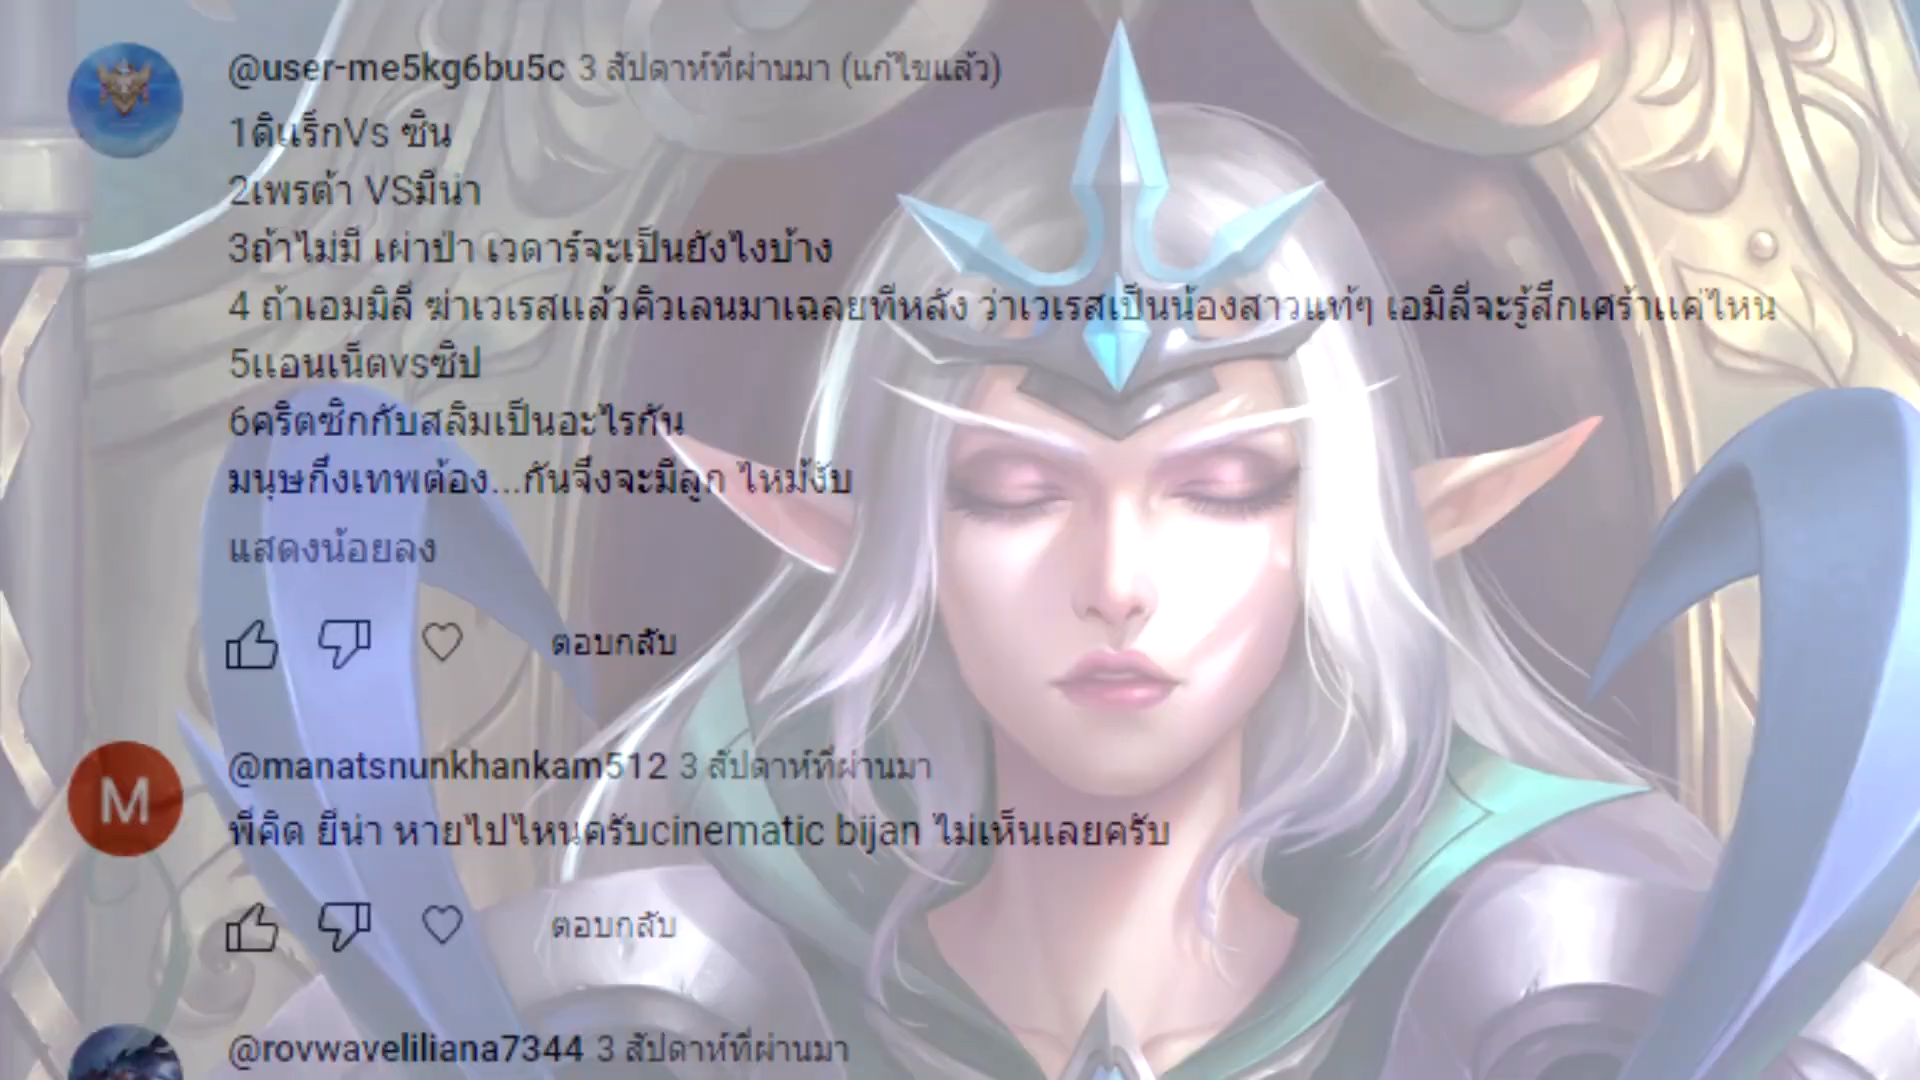 @user-me5kg6bu5c 3 สัปดาห์ที่ผ่านมา (แก้ไขแล้ว)
1ดิแร็กVs ซิน
2เพรต้า VSมีน่า
3ถ้าไม่มี เผ่าป่า เวดาร์จะเป็นยังไงบ้าง
4 ถ้าเอมมิลี่ ฆ่าเวเรสแล้วคิวเลนมาเฉลยทีหลัง ว่าเวเรสเป็นน้องสาวแท้ๆ เอมิลี่จะรู้สึกเศร้าแค่ไหน
5แอนเน็ตvsซิป
6คริตซิกกับสลิมเป็นอะไรกัน
มนุษกึ่งเทพต้อง...กันจึ่งจะมีลูก ไหม้งับ
แสดงน้อยลง
ตอบกลับ
M
@manatsnunkhankam512 3 สัปดาห์ที่ผ่านมา
พี่คิด ยีน่า หายไปไหนครับcinematic bijan ไม่เห็นเลยครับ
ตอบกลับ
@rovwaveliliana7344 3 สัปดาห์ที่ผ่านมา